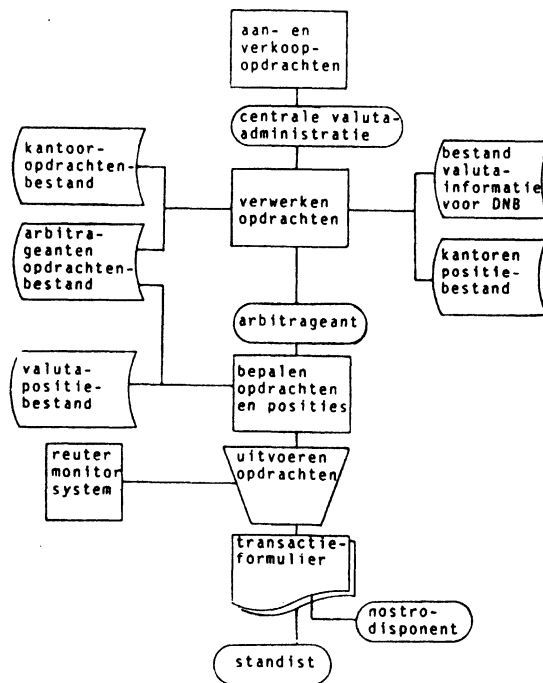 aan- en
verkoop-
opdrachten
centrale valuta-
administratie
kantoor-
opdrachten-
bestand
bestand
valuta-
informatie
voor DNB
verwerken
opdrachten
arbitra-
geanten
opdrachten-
bestand
kantoren
positie-
bestand
arbitrageant
valuta-
positie-
bestand
bepalen
opdrachten
en posities
reuter
monitor
system
uitvoeren
opdrachten
transactie-
formulier
nostro-
disponent
standist